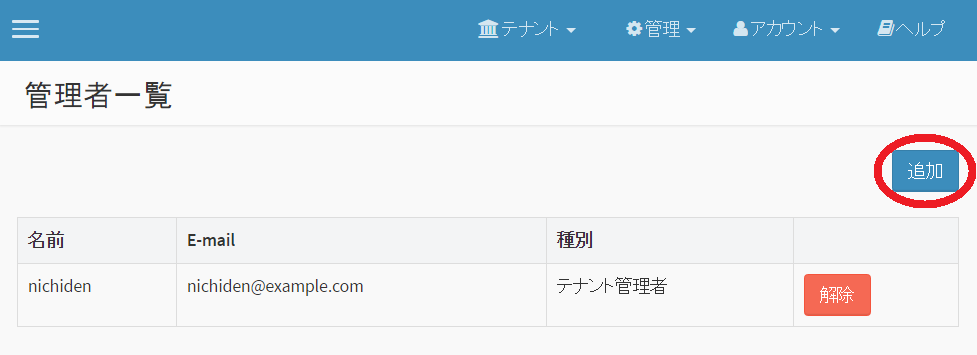 テナント 管理 アカウント ヘルプ
管理者一覧
追加
名前 E-mail 種別
nichiden nichiden@example.com テナント管理者 解除